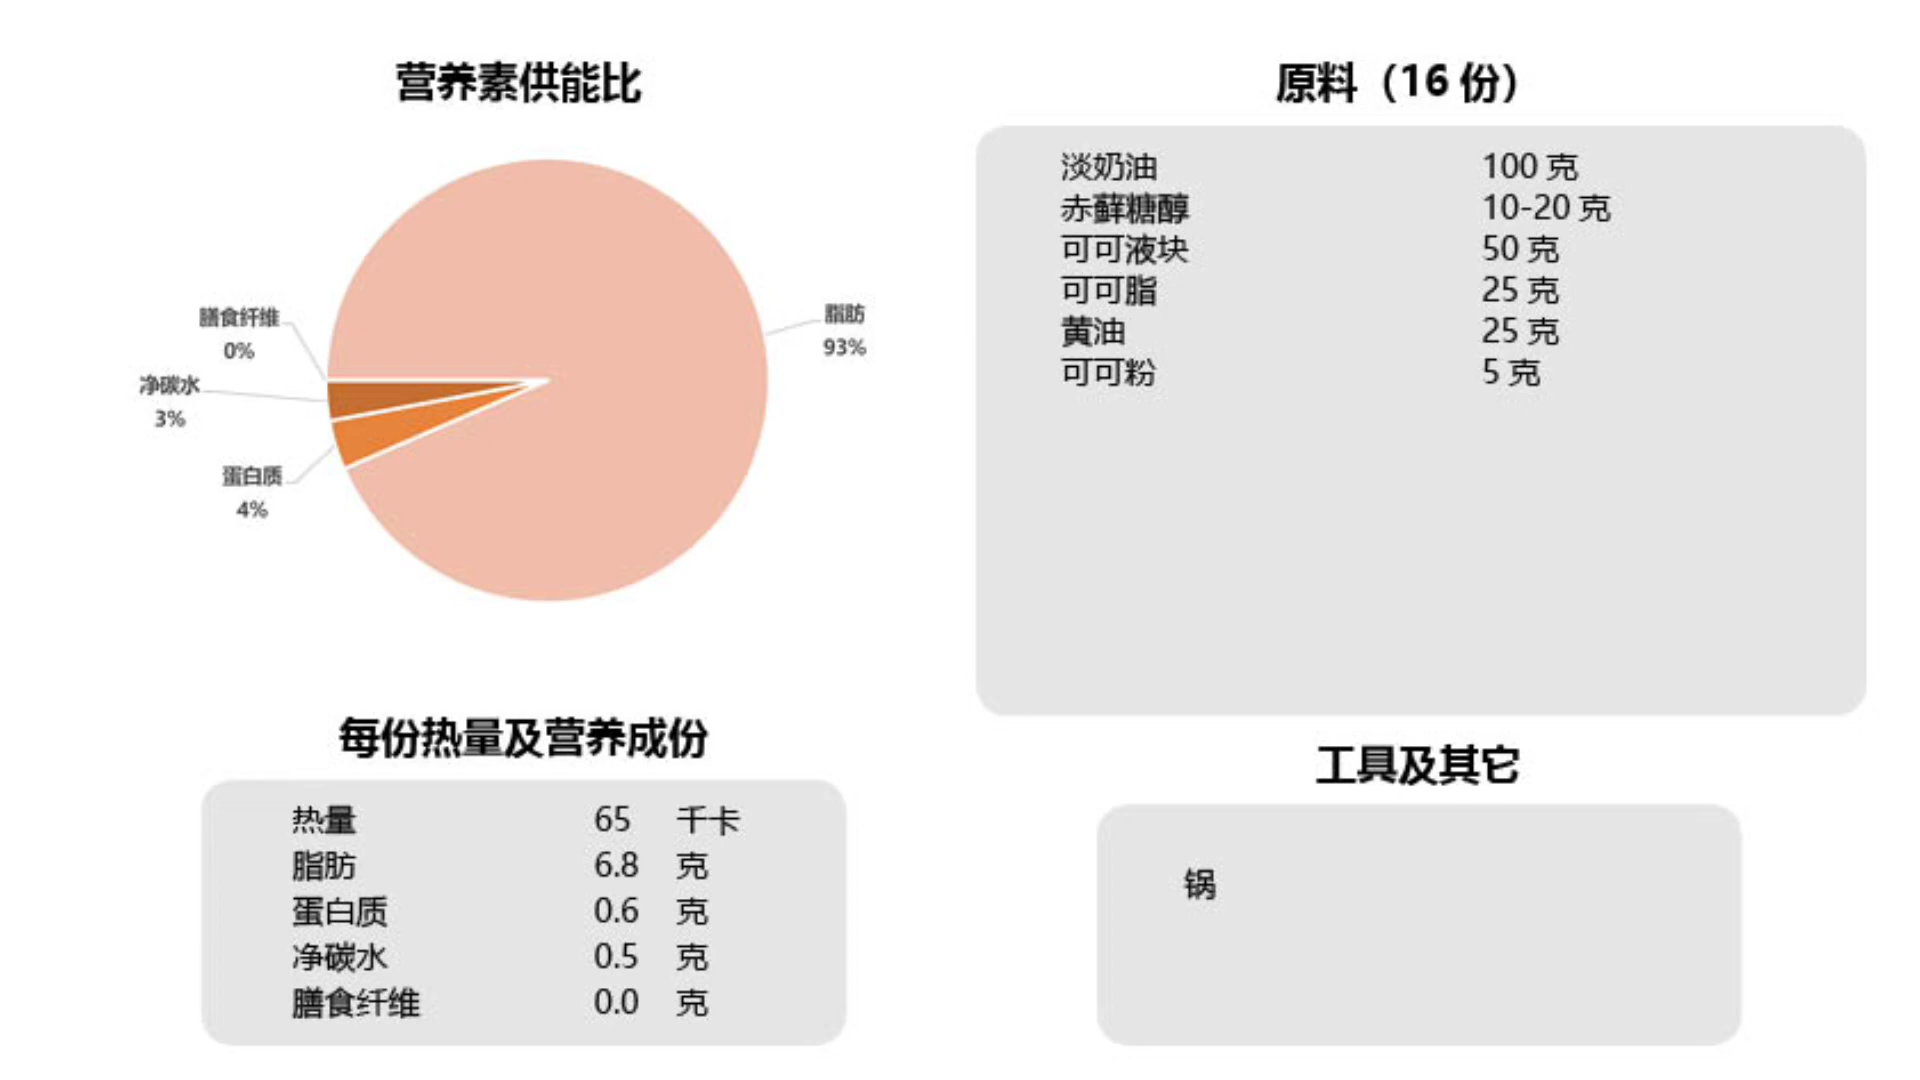 营养素供能比
脂肪
93%
膳食纤维
0%
净碳水
3%
蛋白质
4%
每份热量及营养成份
热量 65 千卡
脂肪 6.8 克
蛋白质 0.6 克
净碳水 0.5 克
膳食纤维 0.0 克
原料（16 份）
淡奶油 100 克
赤藓糖醇 10-20 克
可可液块 50 克
可可脂 25 克
黄油 25 克
可可粉 5 克
工具及其它
锅